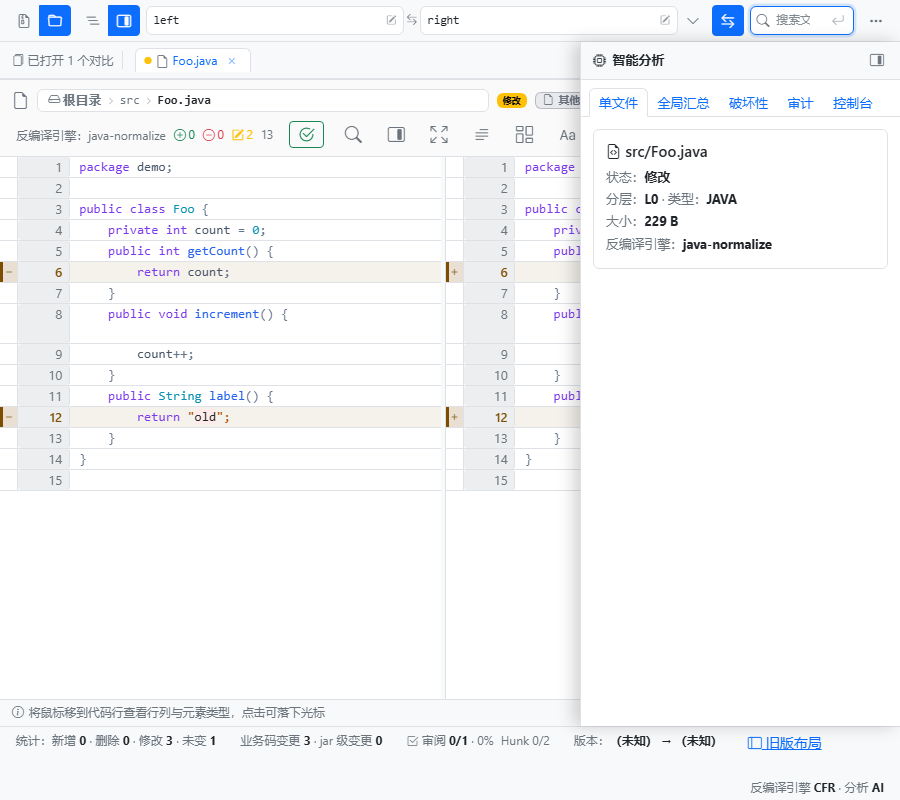 left
right
搜索文
已打开 1 个对比
Foo.java ×
根目录 › src › Foo.java
修改
其他
反编译引擎: java-normalize 0 0 2 13
Aa
1 package demo;
2
3 public class Foo {
4 private int count = 0;
5 public int getCount() {
− 6 return count;
7 }
8 public void increment() {
9 count++;
10 }
11 public String label() {
− 12 return "old";
13 }
14 }
15
1 package
2
3 public
4
5
+ 6
7 }
8
9
10 }
11
+ 12
13 }
14 }
15
智能分析
单文件 全局汇总 破坏性 审计 控制台
src/Foo.java
状态: 修改
分层: L0 · 类型: JAVA
大小: 229 B
反编译引擎: java-normalize
将鼠标移到代码行查看行列与元素类型，点击可落下光标
统计: 新增 0 · 删除 0 · 修改 3 · 未变 1 业务码变更 3 · jar 级变更 0 审阅 0/1 · 0% Hunk 0/2 版本: (未知) → (未知) 旧版布局
反编译引擎 CFR · 分析 AI